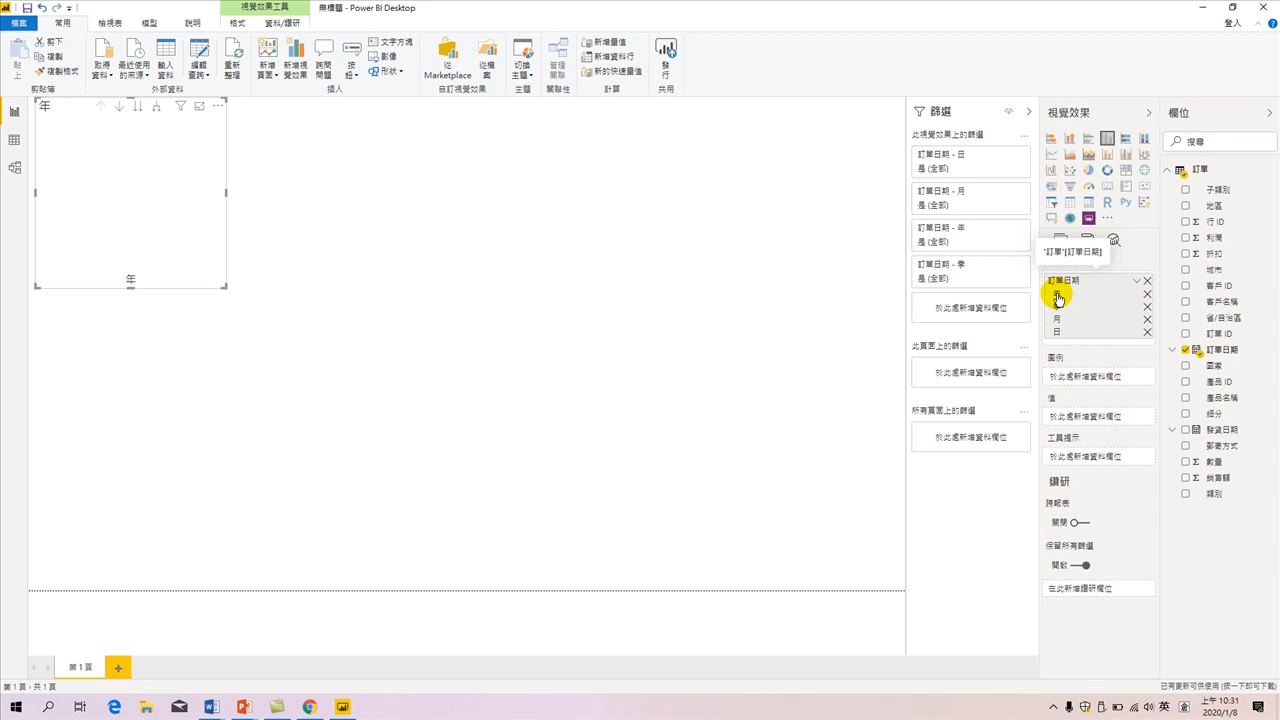 視覺效果工具
無標題 - Power BI Desktop
檔案
常用
檢視表
模型
說明
格式
資料/鑽研
登入
貼上
剪下
複製
複製格式
剪貼簿
取得資料
最近使用的來源
輸入資料
編輯查詢
重新整理
外部資料
新增頁面
新增視覺效果
詢問問題
按鈕
文字方塊
影像
形狀
插入
從 Marketplace
從檔案
自訂視覺效果
切換主題
主題
管理關聯
關聯性
新增量值
新增資料行
新的快速量值
計算
發行
共用
年
年
篩選
此視覺效果上的篩選
訂單日期 - 日
是 (全部)
訂單日期 - 月
是 (全部)
訂單日期 - 年
是 (全部)
訂單日期 - 季
是 (全部)
於此處新增資料欄位
此頁面上的篩選
於此處新增資料欄位
所有頁面上的篩選
於此處新增資料欄位
視覺效果
R
Py
'訂單'[訂單日期]
訂單日期
月
日
圖例
於此處新增資料欄位
值
於此處新增資料欄位
工具提示
於此處新增資料欄位
鑽研
跨報表
關閉
保留所有篩選
開啟
在此新增鑽研欄位
欄位
搜尋
訂單
子類別
地區
行 ID
利潤
折扣
城市
客戶 ID
客戶名稱
省/自治區
訂單 ID
訂單日期
國家
產品 ID
產品名稱
細分
發貨日期
郵寄方式
數量
銷售額
類別
第 1 頁
第 1 頁，共 1 頁
已有更新可供使用 (按一下即可下載)
英
上午 10:31
2020/1/8